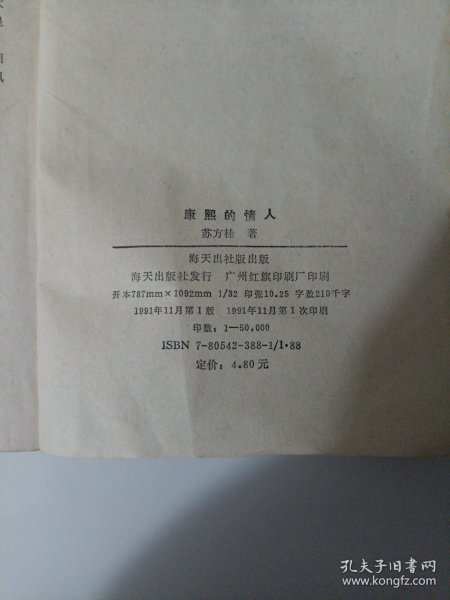 康熙的情人
苏方桂 著
海天出社版出版
海天出版社发行 广州红旗印刷厂印刷
开本787mm×1092mm 1/32 印张10.25 字数210千字
1991年11月第1版 1991年11月第1次印刷
印数：1—50,000
ISBN 7-80542-388-1/I·88
定价：4.80元
孔夫子旧书网
www.kongfz.com